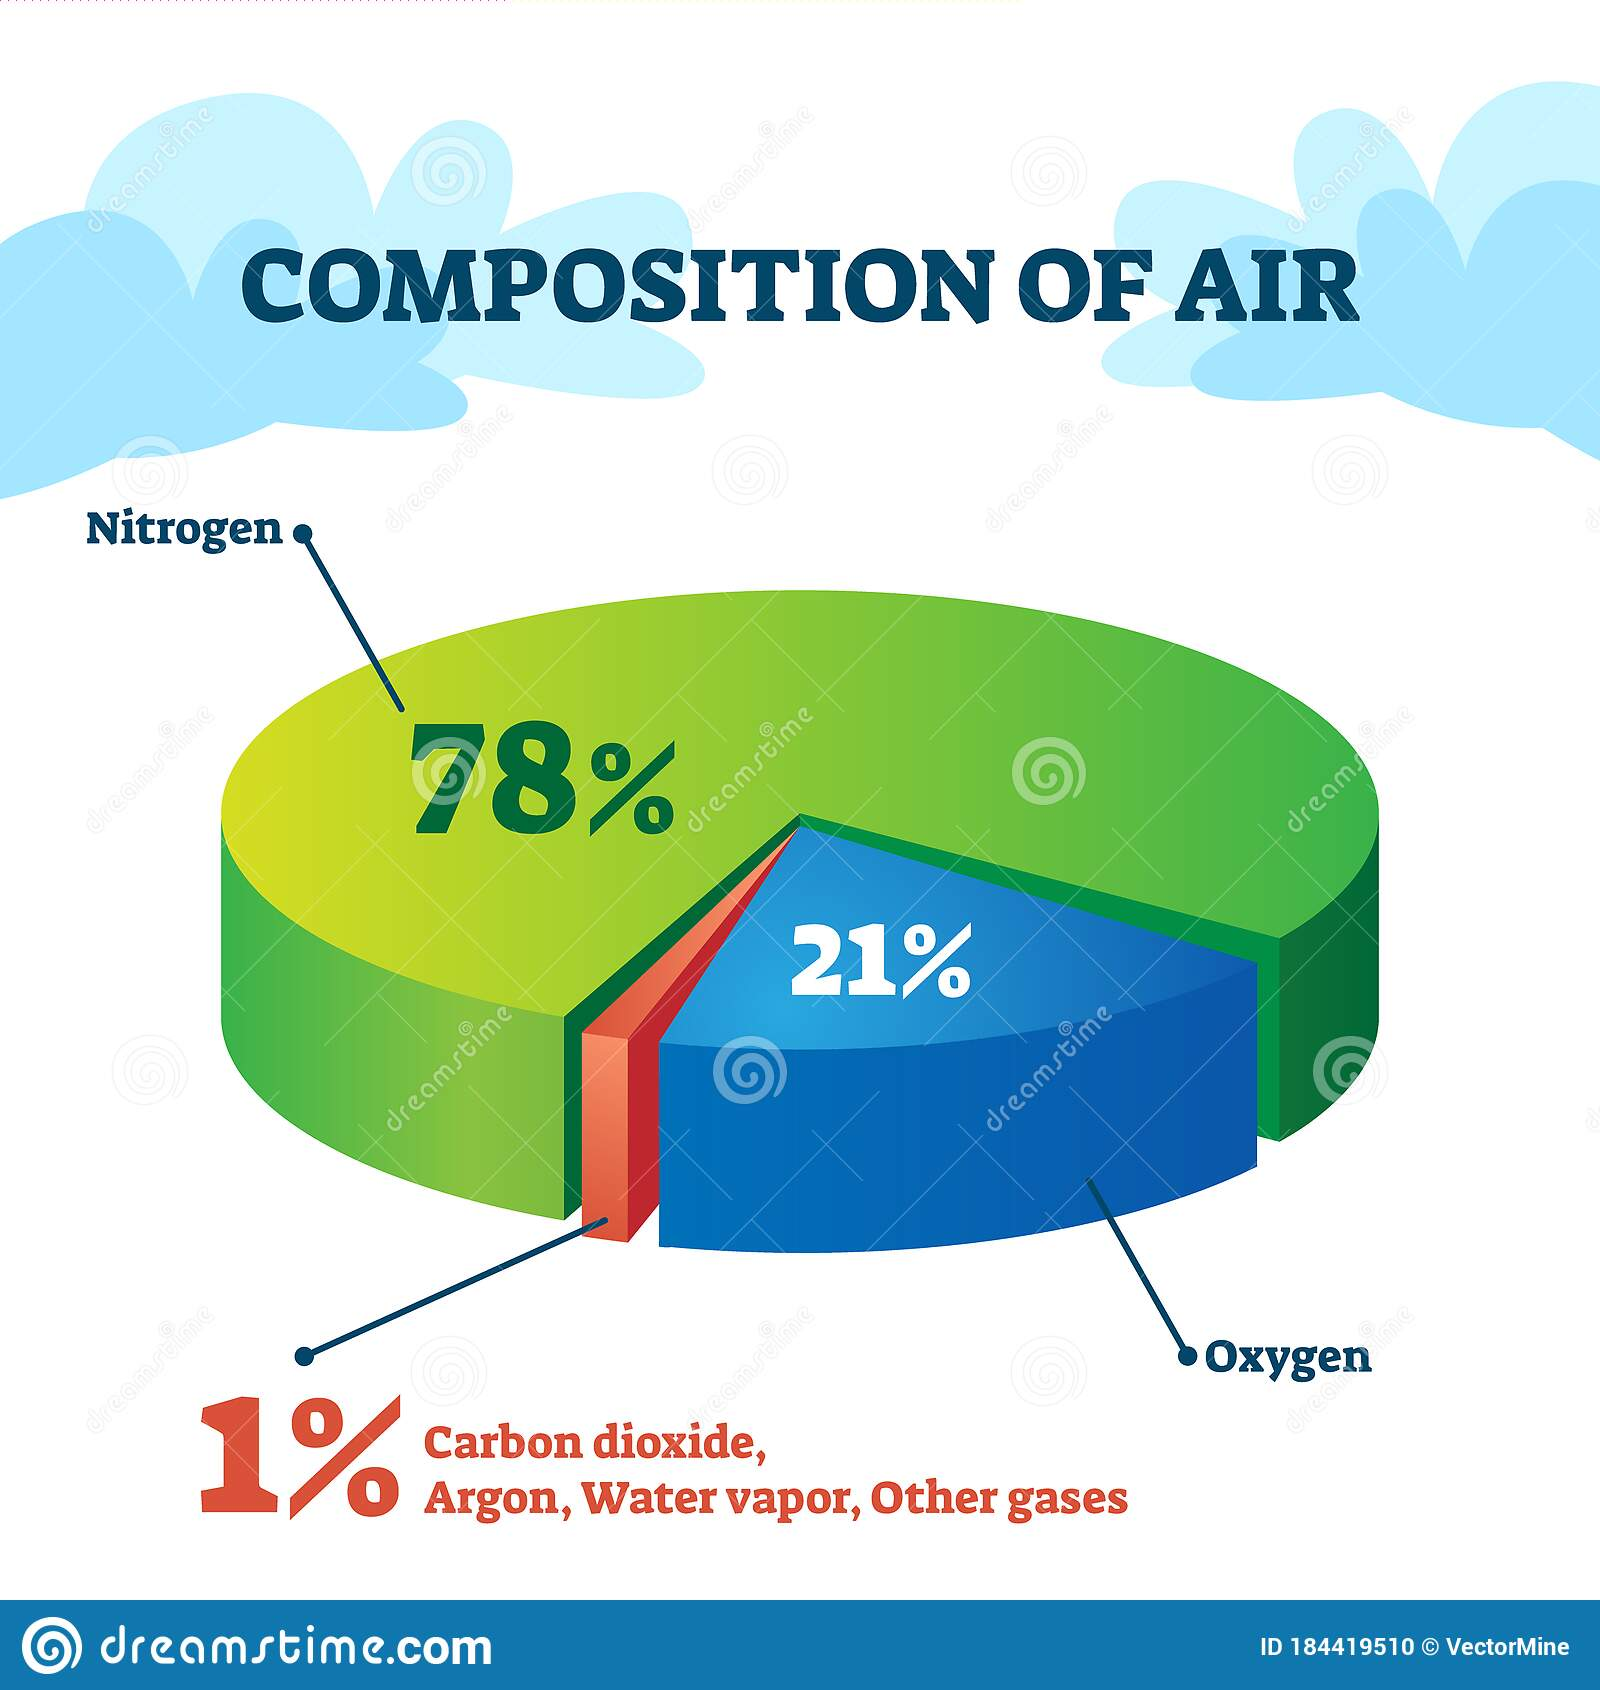 COMPOSITION OF AIR
Nitrogen
78%
21%
Oxygen
1%
Carbon dioxide,
Argon, Water vapor, Other gases
dreamstime.com
ID 184419510 © VectorMine